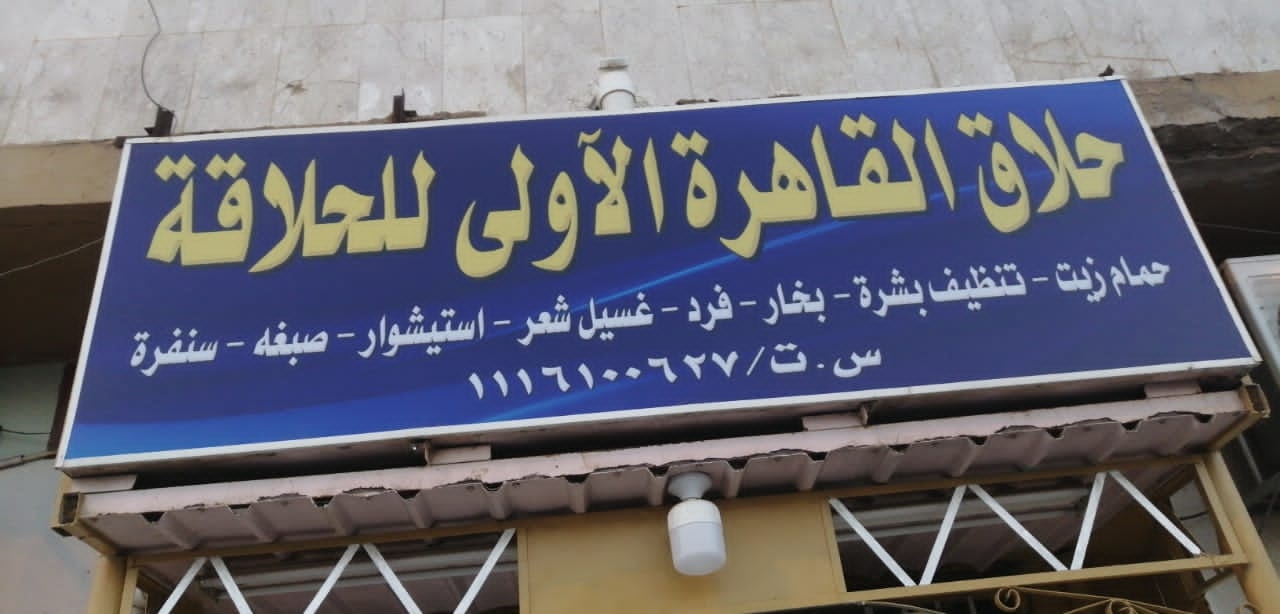 حلاق القاهرة الآولى للحلاقة
حمام زيت - تنظيف بشرة - بخار - فرد - غسيل شعر - استيشوار - صبغه - سنفرة
س . ت / ١١١٦١٠٠٦٢٧